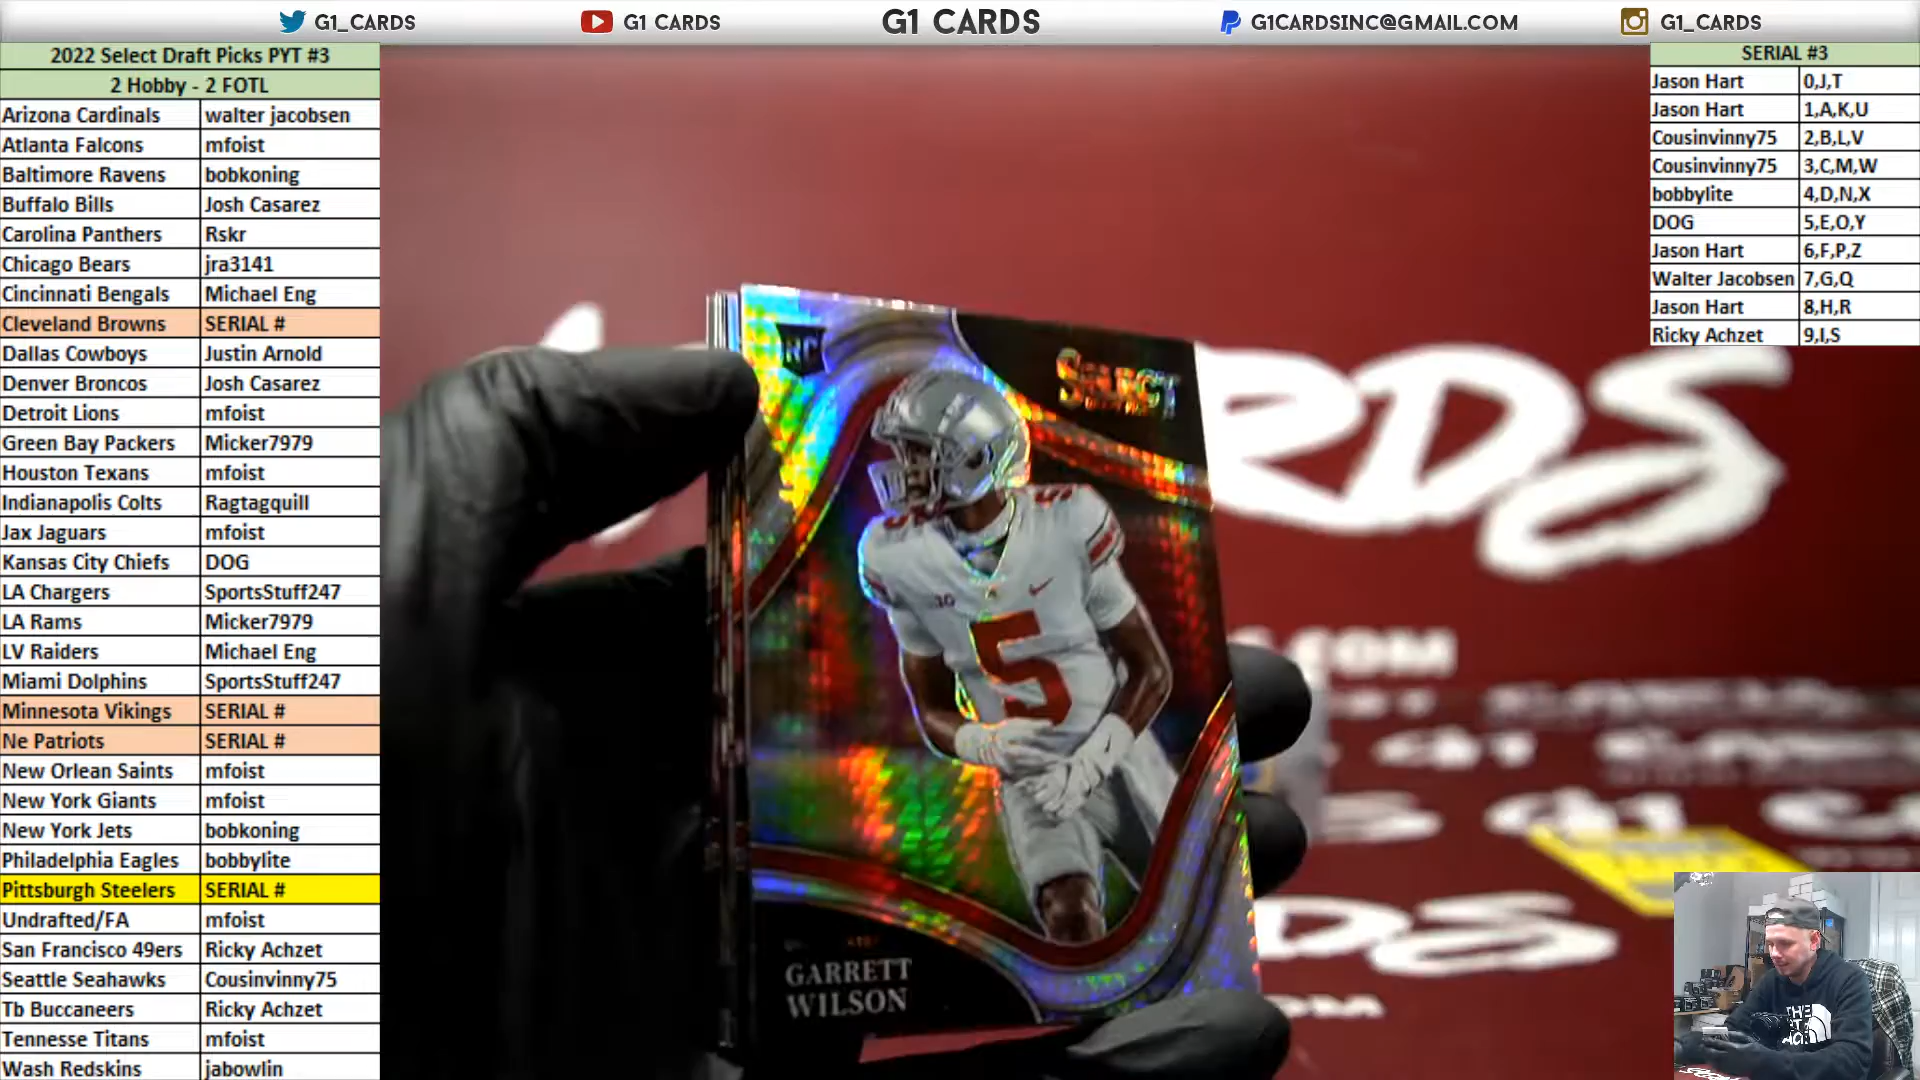 G1_CARDS G1 CARDS G1 CARDS G1CARDSINC@GMAIL.COM G1_CARDS
2022 Select Draft Picks PYT #3
2 Hobby - 2 FOTL
Arizona Cardinals walter jacobsen
Atlanta Falcons mfoist
Baltimore Ravens bobkoning
Buffalo Bills Josh Casarez
Carolina Panthers Rskr
Chicago Bears jra3141
Cincinnati Bengals Michael Eng
Cleveland Browns SERIAL #
Dallas Cowboys Justin Arnold
Denver Broncos Josh Casarez
Detroit Lions mfoist
Green Bay Packers Micker7979
Houston Texans mfoist
Indianapolis Colts Ragtagquill
Jax Jaguars mfoist
Kansas City Chiefs DOG
LA Chargers SportsStuff247
LA Rams Micker7979
LV Raiders Michael Eng
Miami Dolphins SportsStuff247
Minnesota Vikings SERIAL #
Ne Patriots SERIAL #
New Orlean Saints mfoist
New York Giants mfoist
New York Jets bobkoning
Philadelphia Eagles bobbylite
Pittsburgh Steelers SERIAL #
Undrafted/FA mfoist
San Francisco 49ers Ricky Achzet
Seattle Seahawks Cousinvinny75
Tb Buccaneers Ricky Achzet
Tennesse Titans mfoist
Wash Redskins jabowlin
SERIAL #3
Jason Hart 0,J,T
Jason Hart 1,A,K,U
Cousinvinny75 2,B,L,V
Cousinvinny75 3,C,M,W
bobbylite 4,D,N,X
DOG 5,E,O,Y
Jason Hart 6,F,P,Z
Walter Jacobsen 7,G,Q
Jason Hart 8,H,R
Ricky Achzet 9,I,S
RC
SELECT
5
GARRETT
WILSON
RDS
.COM
THE